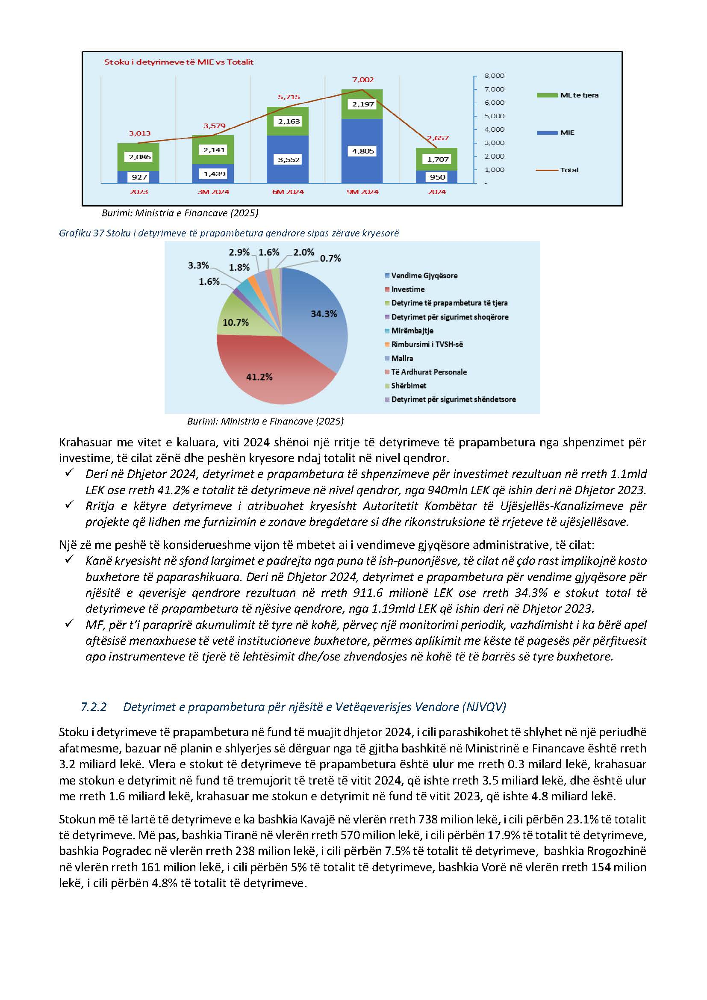 Stoku i detyrimeve të MIE vs Totalit
8,000
7,000
6,000
5,000
4,000
3,000
2,000
1,000
-
3,013
3,579
5,715
7,002
2,657
2,086
2,141
2,163
2,197
1,707
927
1,439
3,552
4,805
950
2023
3M 2024
6M 2024
9M 2024
2024
ML të tjera
MIE
Total
Burimi: Ministria e Financave (2025)
Grafiku 37 Stoku i detyrimeve të prapambetura qendrore sipas zërave kryesorë
2.9%
1.6%
2.0%
0.7%
3.3%
1.8%
1.6%
34.3%
10.7%
41.2%
Vendime Gjyqësore
Investime
Detyrime të prapambetura të tjera
Detyrimet për sigurimet shoqërore
Mirëmbajtje
Rimbursimi i TVSH-së
Mallra
Të Ardhurat Personale
Shërbimet
Detyrimet për sigurimet shëndetsore
Burimi: Ministria e Financave (2025)
Krahasuar me vitet e kaluara, viti 2024 shënoi një rritje të detyrimeve të prapambetura nga shpenzimet për
investime, të cilat zënë dhe peshën kryesore ndaj totalit në nivel qendror.
✓ Deri në Dhjetor 2024, detyrimet e prapambetura të shpenzimeve për investimet rezultuan në rreth 1.1mld
LEK ose rreth 41.2% e totalit të detyrimeve në nivel qendror, nga 940mln LEK që ishin deri në Dhjetor 2023.
✓ Rritja e këtyre detyrimeve i atribuohet kryesisht Autoritetit Kombëtar të Ujësjellës-Kanalizimeve për
projekte që lidhen me furnizimin e zonave bregdetare si dhe rikonstruksione të rrjeteve të ujësjellësave.
Një zë me peshë të konsiderueshme vijon të mbetet ai i vendimeve gjyqësore administrative, të cilat:
✓ Kanë kryesisht në sfond largimet e padrejta nga puna të ish-punonjësve, të cilat në çdo rast implikojnë kosto
buxhetore të paparashikuara. Deri në Dhjetor 2024, detyrimet e prapambetura për vendime gjyqësore për
njësitë e qeverisje qendrore rezultuan në rreth 911.6 milionë LEK ose rreth 34.3% e stokut total të
detyrimeve të prapambetura të njësive qendrore, nga 1.19mld LEK që ishin deri në Dhjetor 2023.
✓ MF, për t’i paraprirë akumulimit të tyre në kohë, përveç një monitorimi periodik, vazhdimisht i ka bërë apel
aftësisë menaxhuese të vetë institucioneve buxhetore, përmes aplikimit me këste të pagesës për përfituesit
apo instrumenteve të tjerë të lehtësimit dhe/ose zhvendosjes në kohë të të barrës së tyre buxhetore.
7.2.2 Detyrimet e prapambetura për njësitë e Vetëqeverisjes Vendore (NJVQV)
Stoku i detyrimeve të prapambetura në fund të muajit dhjetor 2024, i cili parashikohet të shlyhet në një periudhë
afatmesme, bazuar në planin e shlyerjes së dërguar nga të gjitha bashkitë në Ministrinë e Financave është rreth
3.2 miliard lekë. Vlera e stokut të detyrimeve të prapambetura është ulur me rreth 0.3 milard lekë, krahasuar
me stokun e detyrimit në fund të tremujorit të tretë të vitit 2024, që ishte rreth 3.5 miliard lekë, dhe është ulur
me rreth 1.6 miliard lekë, krahasuar me stokun e detyrimit në fund të vitit 2023, që ishte 4.8 miliard lekë.
Stokun më të lartë të detyrimeve e ka bashkia Kavajë në vlerën rreth 738 milion lekë, i cili përbën 23.1% të totalit
të detyrimeve. Më pas, bashkia Tiranë në vlerën rreth 570 milion lekë, i cili përbën 17.9% të totalit të detyrimeve,
bashkia Pogradec në vlerën rreth 238 milion lekë, i cili përbën 7.5% të totalit të detyrimeve, bashkia Rrogozhinë
në vlerën rreth 161 milion lekë, i cili përbën 5% të totalit të detyrimeve, bashkia Vorë në vlerën rreth 154 milion
lekë, i cili përbën 4.8% të totalit të detyrimeve.